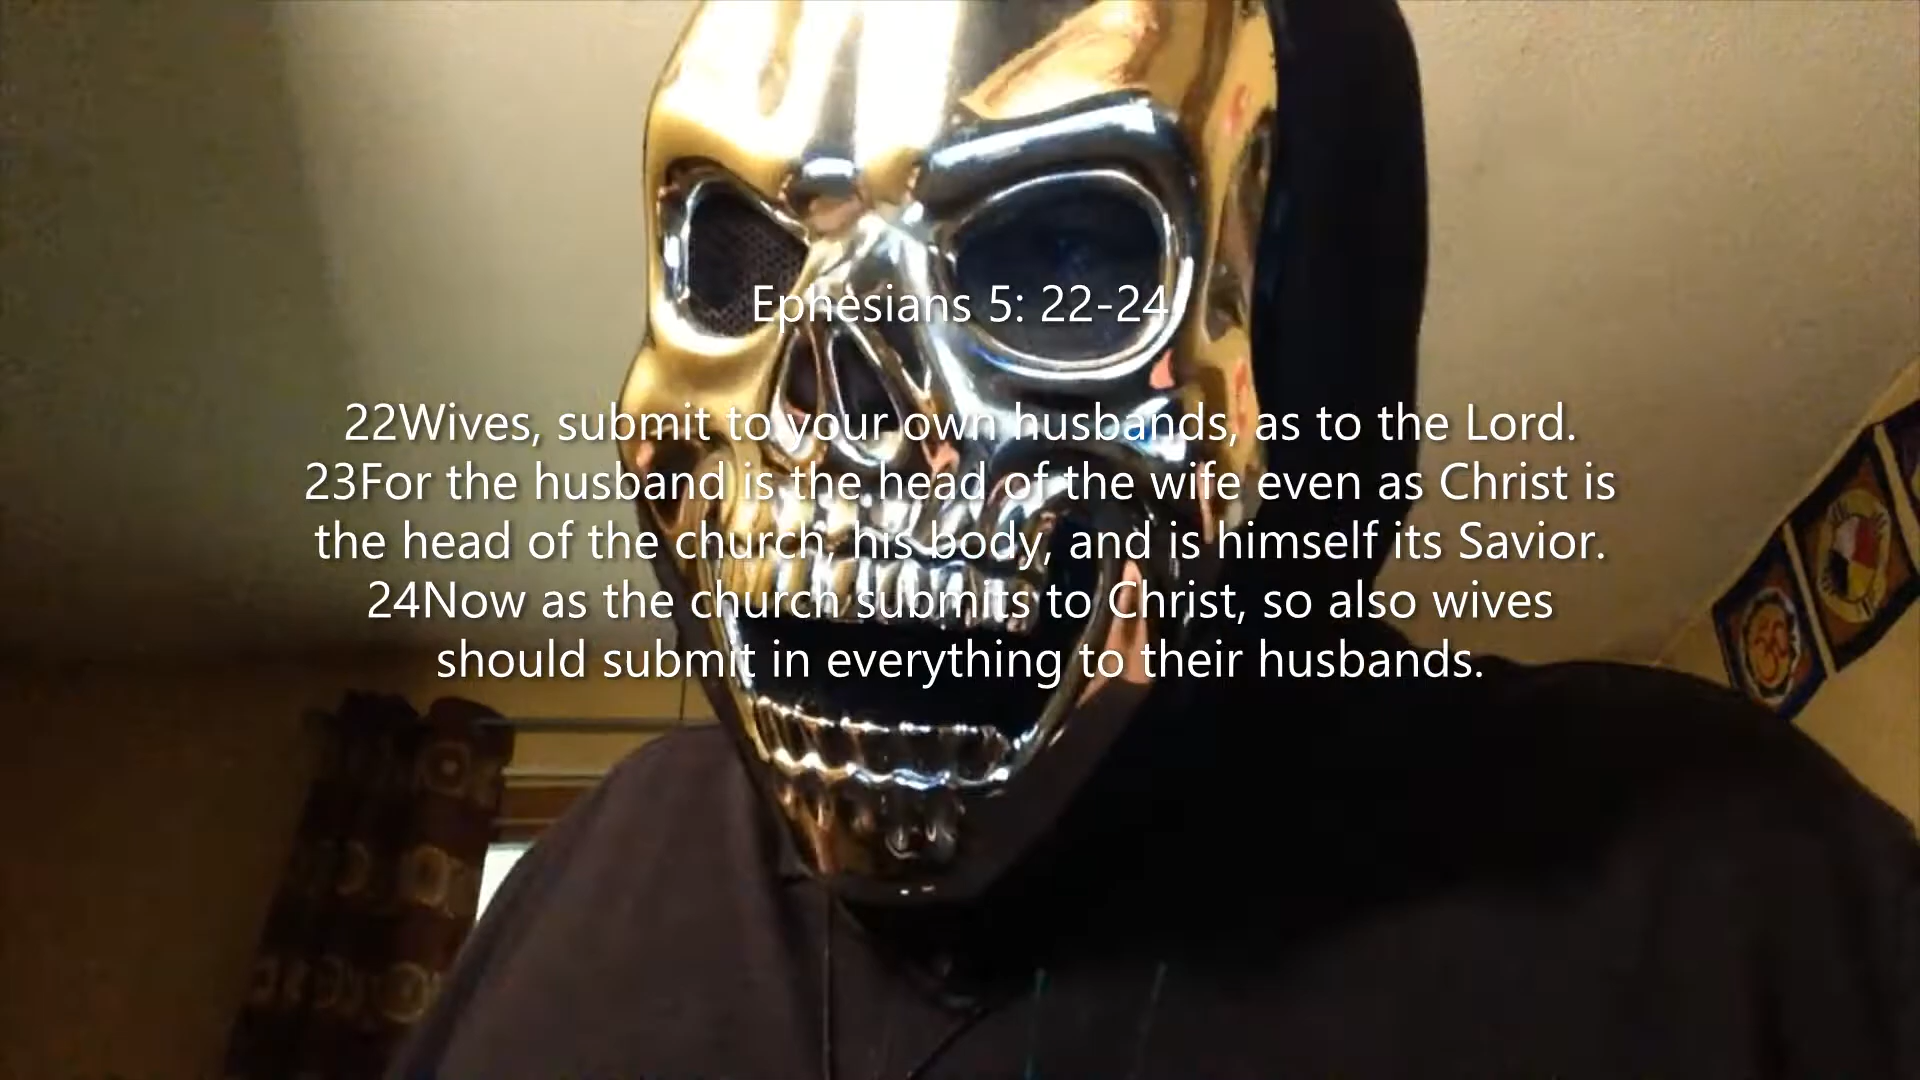 Ephesians 5: 22-24
22Wives, submit to your own husbands, as to the Lord.
23For the husband is the head of the wife even as Christ is
the head of the church, his body, and is himself its Savior.
24Now as the church submits to Christ, so also wives
should submit in everything to their husbands.
ॐ